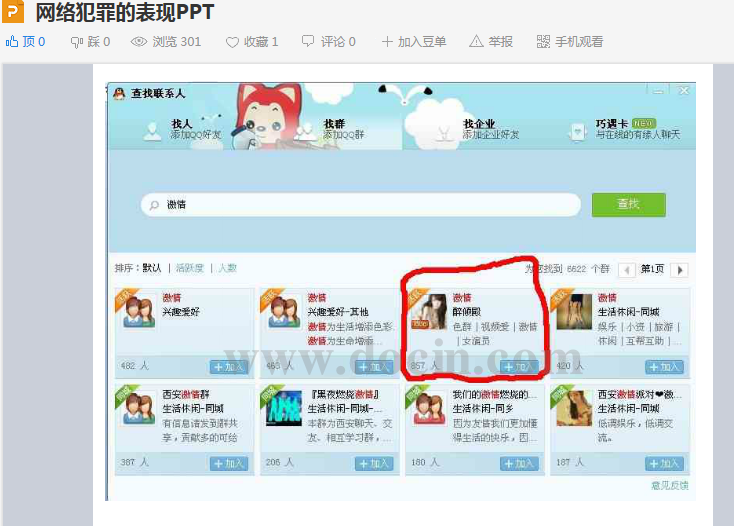 网络犯罪的表现PPT
顶 0 踩 0 浏览 301 收藏 1 评论 0 加入豆单 举报 手机观看
查找联系人
找人 找群 找企业 巧遇卡 NEW
添加QQ好友 添加QQ群 添加企业好友 与在线的有缘人聊天
激情 查找
排序：默认 | 活跃度 | 人数 为您找到 6622 个群 第1页
激情 激情 激情 激情
兴趣爱好 兴趣爱好-其他 醉倾殿 生活休闲-同城
激情为生活增添色彩 色群 | 视频爱 | 激情 娱乐 | 小资 | 旅游 |
激情为生命增添... | 女演员 休闲 | 互帮互助 | ...
www.docin.com
482 人 加入 463 人 加入 857 人 加入 420 人 加入
西安激情群 『黑夜燃烧激情』 我们的激情燃烧的... 西安激情派对❤激...
生活休闲-同城 生活休闲-同城-... 生活休闲-同乡 生活休闲-同城
有信息请发到群共 本群为西安聊天、交 因为友情我们更加懂 低调娱乐，低调交
享，贡献多的可给 友、相互学习群， 得生活的快乐，因... 流。
387 人 加入 206 人 加入 180 人 加入 187 人 加入
意见反馈